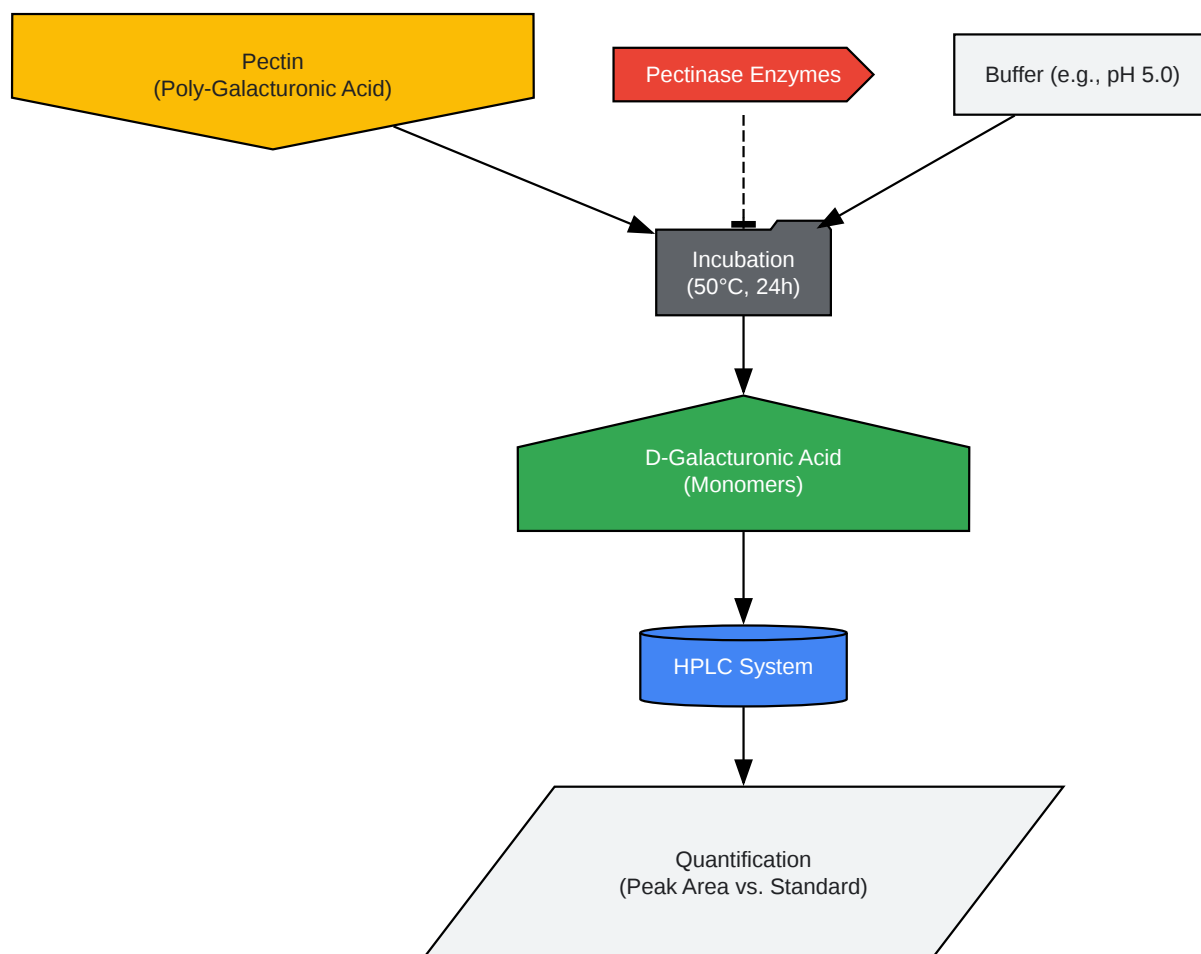 Pectin
(Poly-Galacturonic Acid)
Pectinase Enzymes
Buffer (e.g., pH 5.0)
Incubation
(50°C, 24h)
D-Galacturonic Acid
(Monomers)
HPLC System
Quantification
(Peak Area vs. Standard)